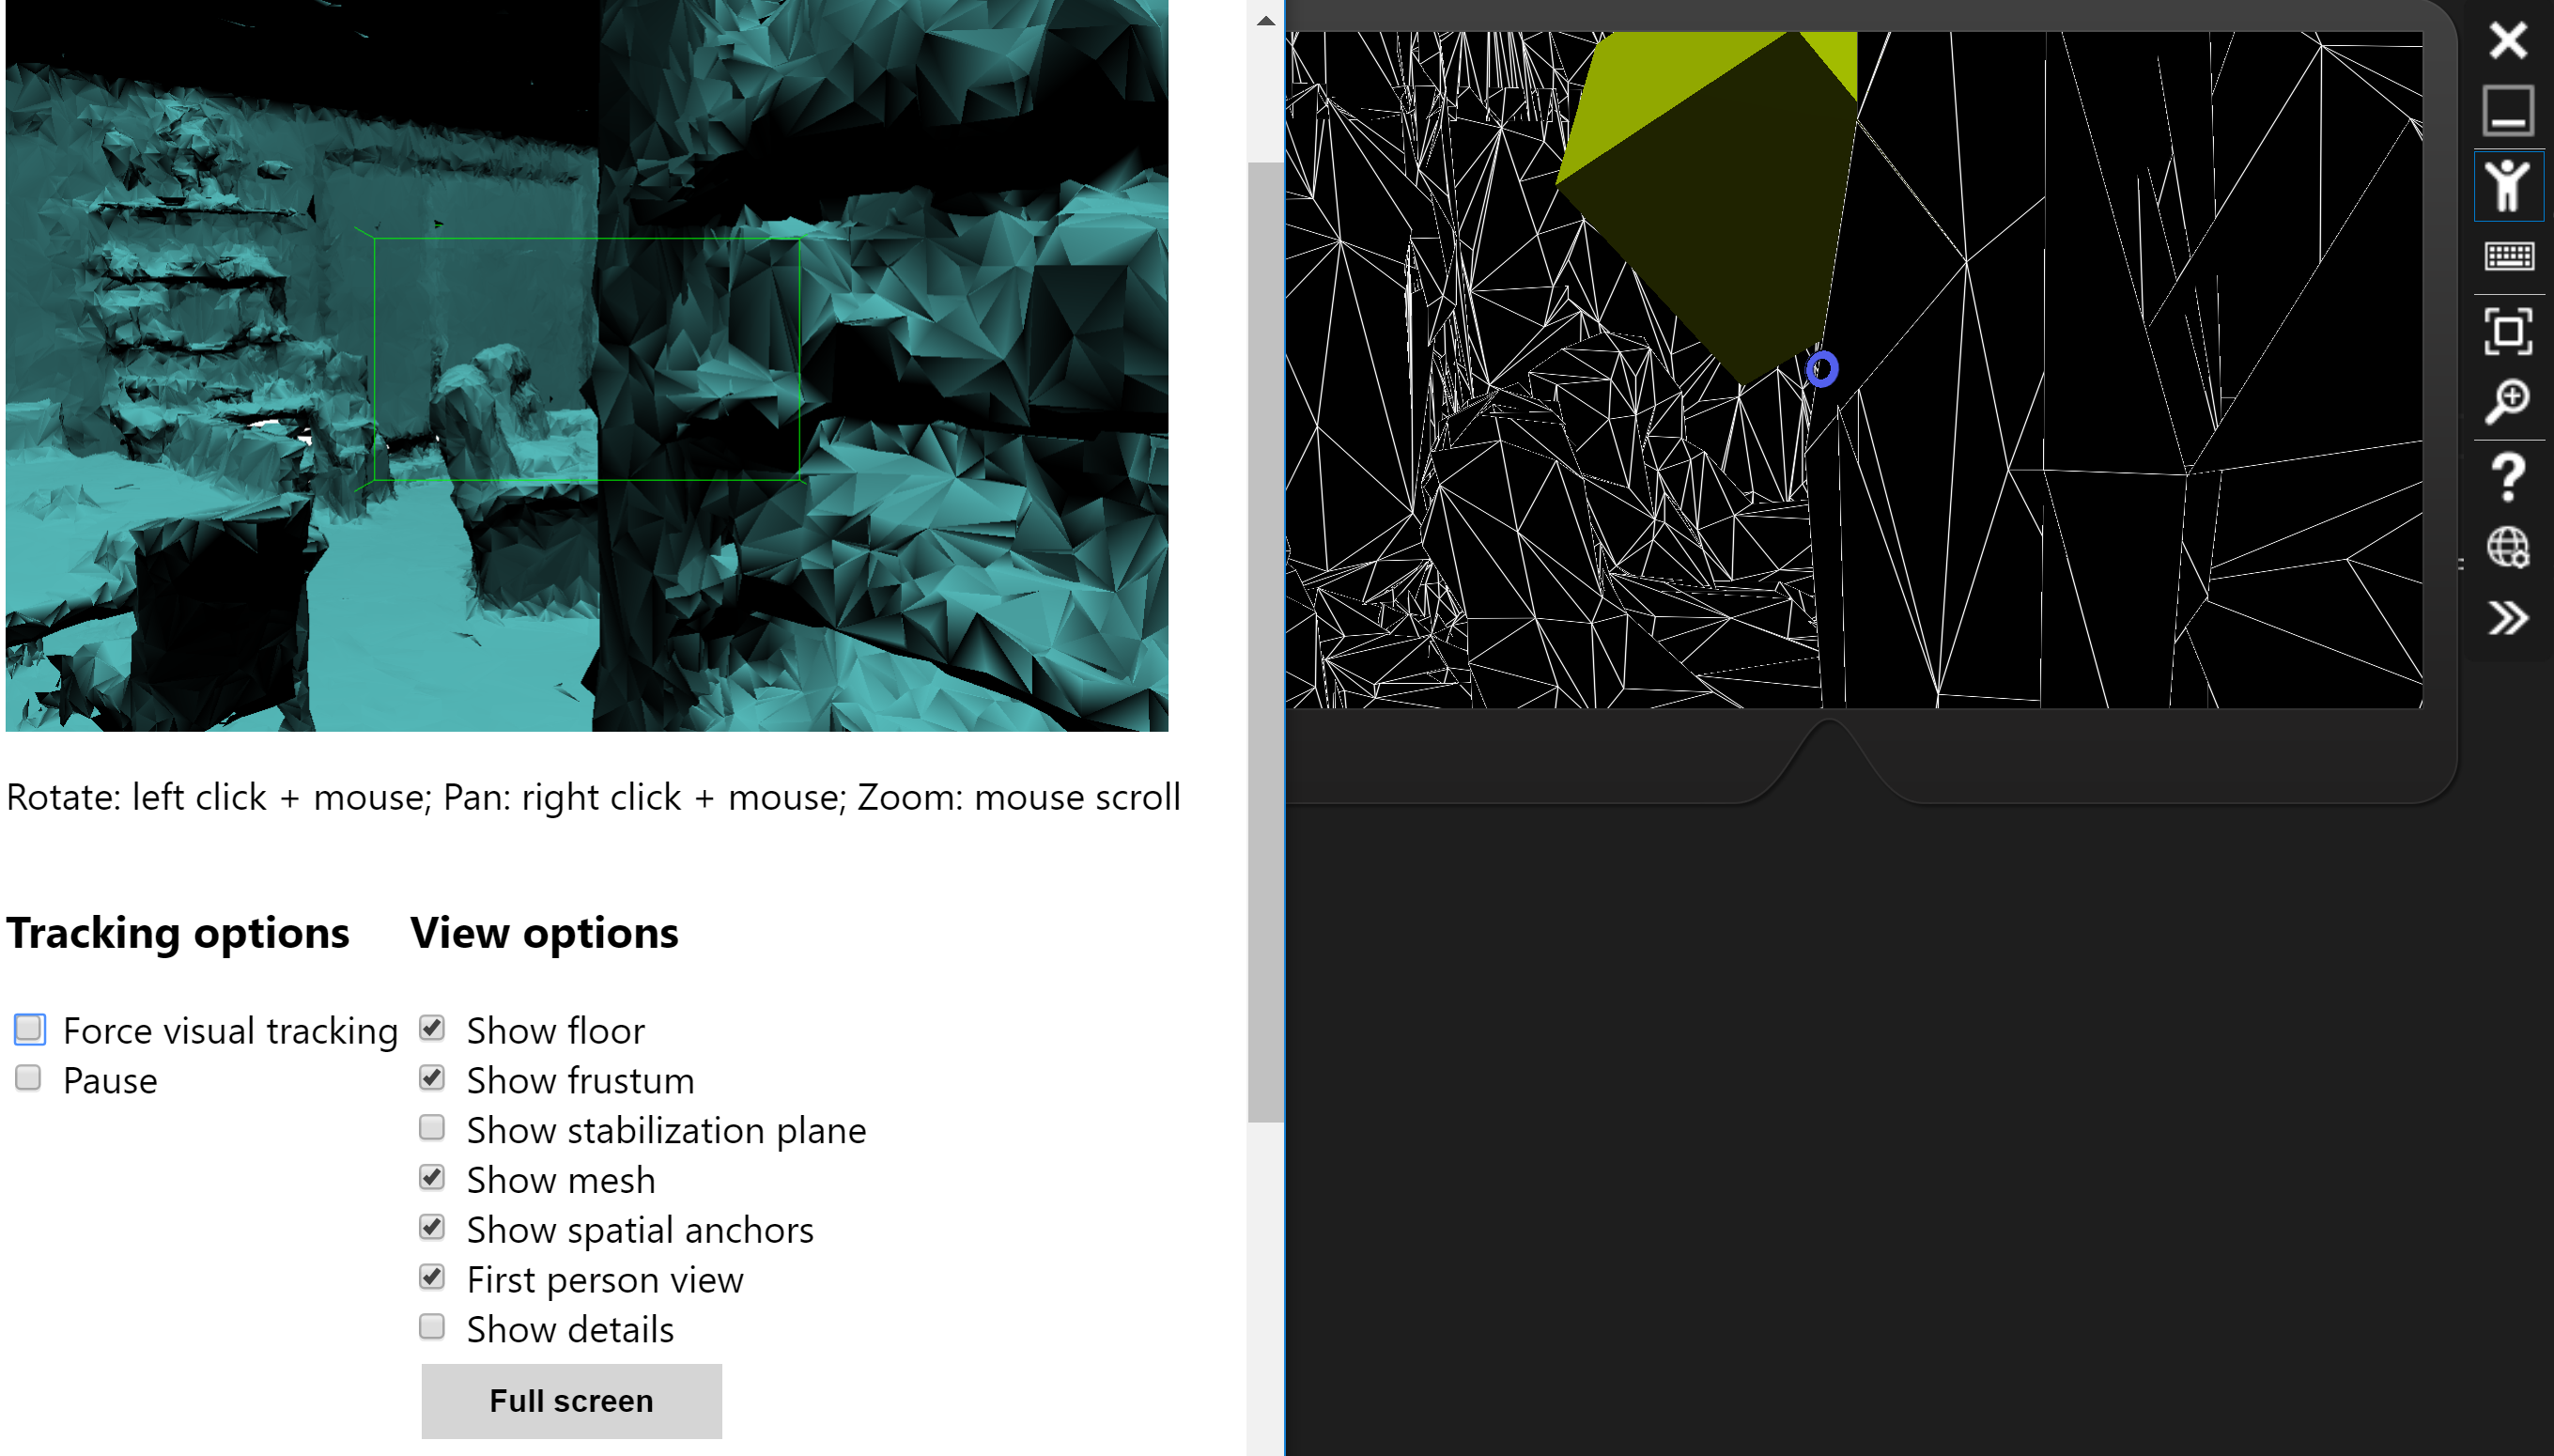 Rotate: left click + mouse; Pan: right click + mouse; Zoom: mouse scroll
Tracking options
View options
Force visual tracking
Pause
Show floor
Show frustum
Show stabilization plane
Show mesh
Show spatial anchors
First person view
Show details
Full screen